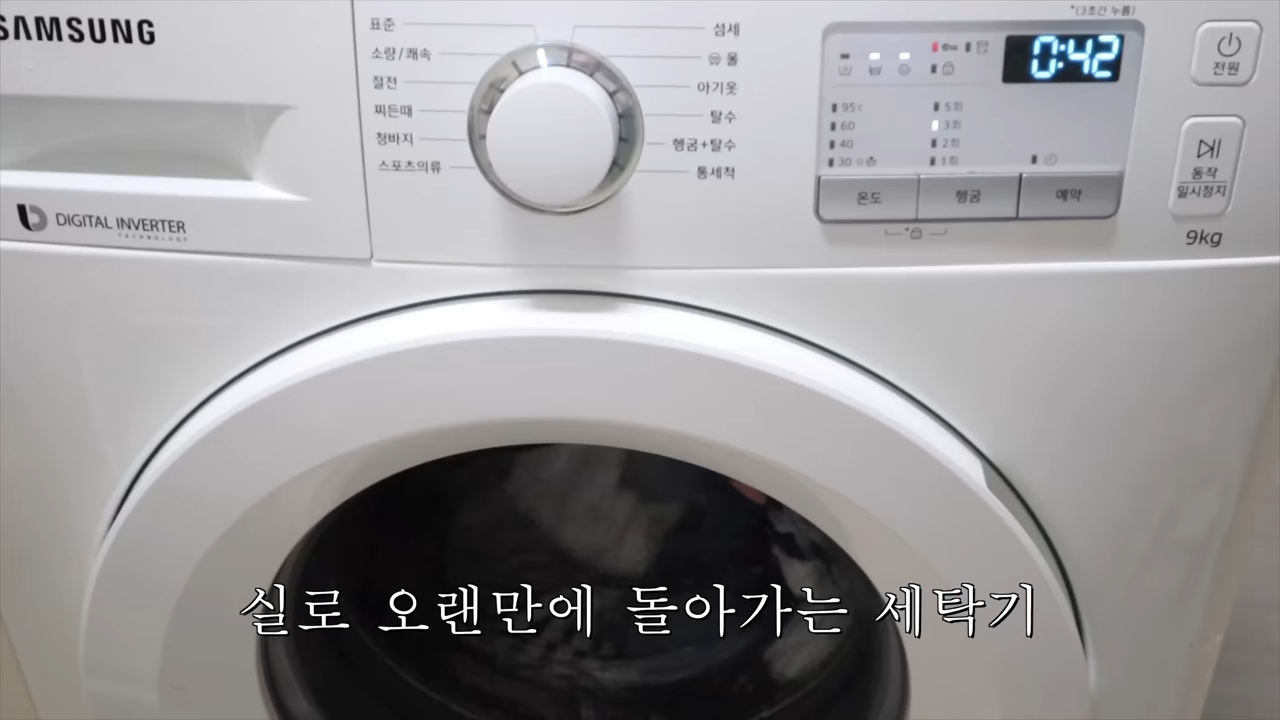 SAMSUNG
*(3초간 누름)
표준
소량/쾌속
절전
찌든때
청바지
스포츠의류
섬세
울
아기옷
탈수
헹굼+탈수
통세척
0:42
95℃
60
40
30
5회
3회
2회
1회
온도
헹굼
예약
전원
동작
일시정지
9kg
DIGITAL INVERTER
TECHNOLOGY
실로 오랜만에 돌아가는 세탁기